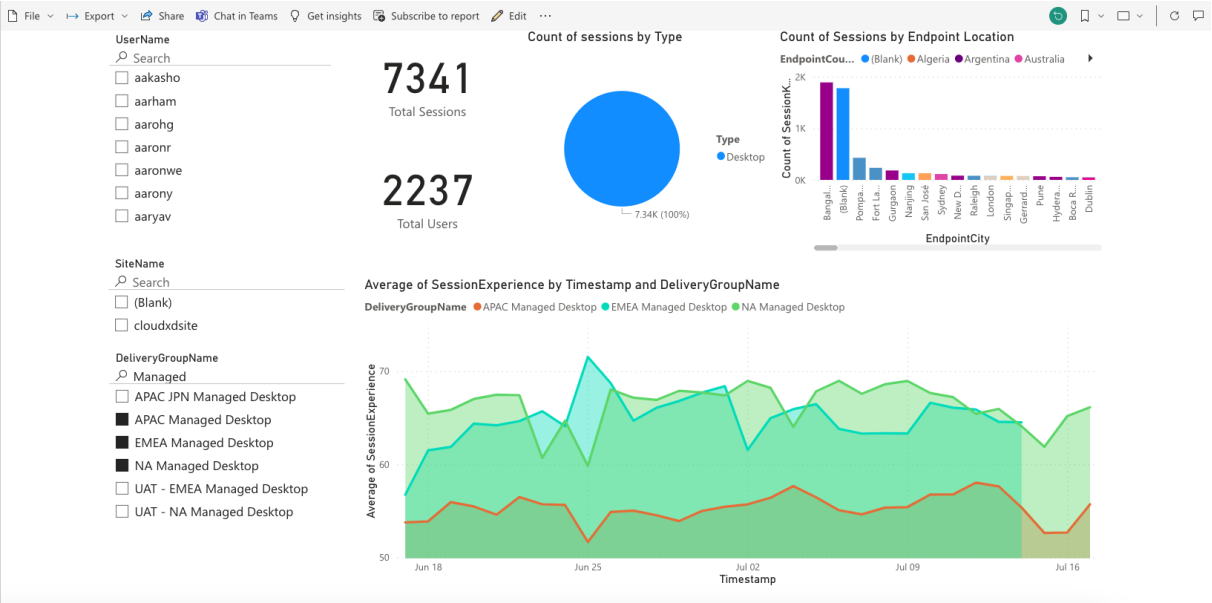 File Export Share Chat in Teams Get insights Subscribe to report Edit ...
UserName
Search
aakasho
aarham
aarohg
aaronr
aaronwe
aarony
aaryav
SiteName
Search
(Blank)
cloudxdsite
DeliveryGroupName
Managed
APAC JPN Managed Desktop
APAC Managed Desktop
EMEA Managed Desktop
NA Managed Desktop
UAT - EMEA Managed Desktop
UAT - NA Managed Desktop
7341
Total Sessions
2237
Total Users
Count of sessions by Type
Type
Desktop
7.34K (100%)
Count of Sessions by Endpoint Location
EndpointCou... (Blank) Algeria Argentina Australia
Count of SessionK...
2K
1K
0K
Bangal...
(Blank)
Pompa...
Fort La...
Gurgaon
Nanjing
San José
Sydney
New D...
Raleigh
London
Singap...
Gerrard...
Pune
Hydera...
Boca R...
Dublin
EndpointCity
Average of SessionExperience by Timestamp and DeliveryGroupName
DeliveryGroupName APAC Managed Desktop EMEA Managed Desktop NA Managed Desktop
Average of SessionExperience
70
60
50
Jun 18 Jun 25 Jul 02 Jul 09 Jul 16
Timestamp